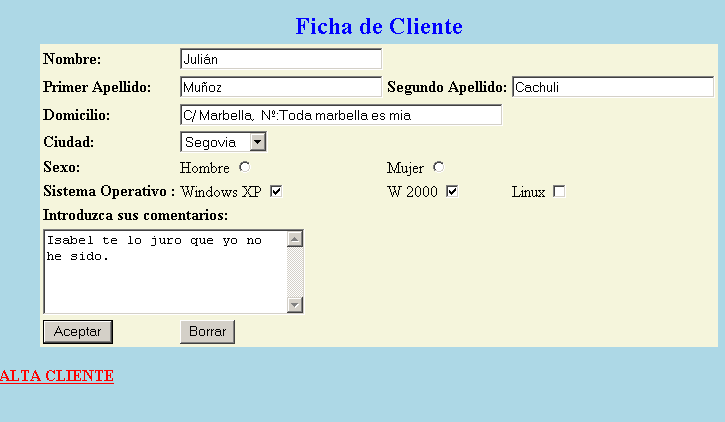 Ficha de Cliente
Nombre: Julián
Primer Apellido: Muñoz Segundo Apellido: Cachuli
Domicilio: C/ Marbella, Nº:Toda marbella es mia
Ciudad: Segovia
Sexo: Hombre Mujer
Sistema Operativo : Windows XP W 2000 Linux
Introduzca sus comentarios:
Isabel te lo juro que yo no
he sido.
Aceptar Borrar
ALTA CLIENTE